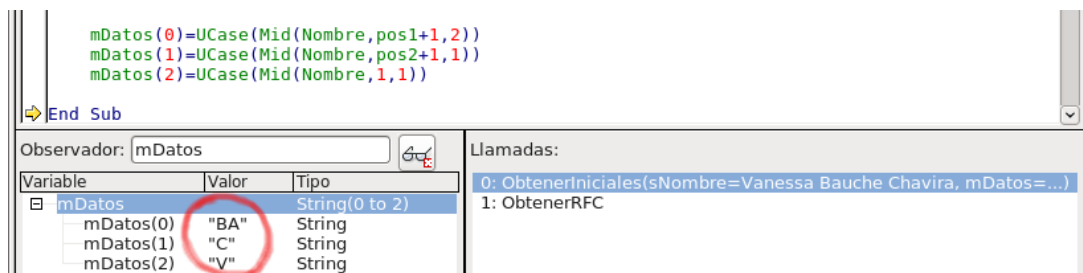 mDatos(0)=UCase(Mid(Nombre,pos1+1,2))
mDatos(1)=UCase(Mid(Nombre,pos2+1,1))
mDatos(2)=UCase(Mid(Nombre,1,1))
End Sub
Observador: mDatos
Variable Valor Tipo
mDatos String(0 to 2)
mDatos(0) "BA" String
mDatos(1) "C" String
mDatos(2) "V" String
Llamadas:
0: ObtenerIniciales(sNombre=Vanessa Bauche Chavira, mDatos=...)
1: ObtenerRFC